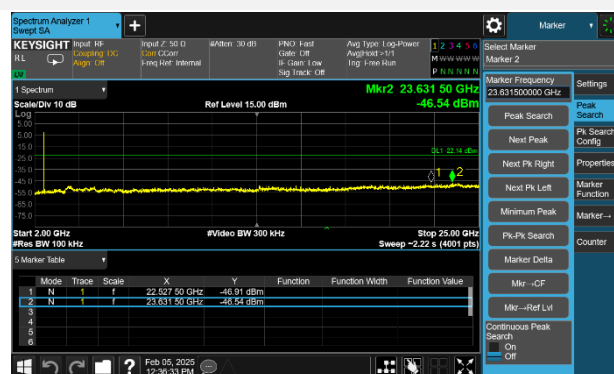 Spectrum Analyzer 1
Swept SA
Marker
KEYSIGHT
RL
Input: RF
Coupling: DC
Align: Off
Input Z: 50 Ω
Corr CCorr
Freq Ref: Internal
#Atten: 30 dB
PNO: Fast
Gate: Off
IF Gain: Low
Sig Track: Off
Avg Type: Log-Power
Avg|Hold:>1/1
Trig: Free Run
1 2 3 4 5 6
M W W W W W
P N N N N N
Select Marker
Marker 2
1 Spectrum
Mkr2 23.631 50 GHz
-46.54 dBm
Scale/Div 10 dB
Ref Level 15.00 dBm
Log
5.00
-5.00
-15.0
-25.0
-35.0
-45.0
-55.0
-65.0
-75.0
DL1 -22.14 dBm
1
2
Start 2.00 GHz
#Video BW 300 kHz
Stop 25.00 GHz
#Res BW 100 kHz
Sweep ~2.22 s (4001 pts)
5 Marker Table
Mode Trace Scale X Y Function Function Width Function Value
1 N 1 f 22.527 50 GHz -46.91 dBm
2 N 1 f 23.631 50 GHz -46.54 dBm
3
4
5
6
Marker Frequency
23.631500000 GHz
Peak Search
Next Peak
Next Pk Right
Next Pk Left
Minimum Peak
Pk-Pk Search
Marker Delta
Mkr→CF
Mkr→Ref Lvl
Continuous Peak
Search
On
Off
Settings
Peak
Search
Pk Search
Config
Properties
Marker
Function
Marker→
Counter
?
Feb 05, 2025
12:36:33 PM